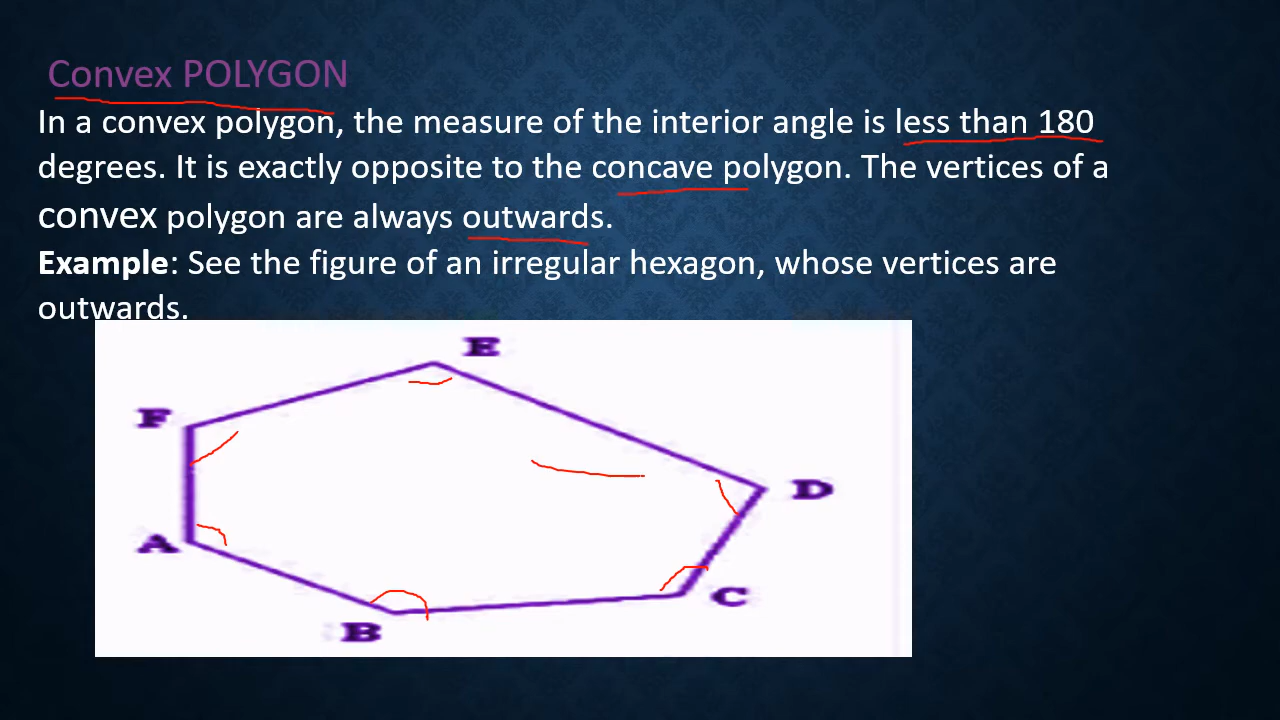 Convex POLYGON
In a convex polygon, the measure of the interior angle is less than 180
degrees. It is exactly opposite to the concave polygon. The vertices of a
convex polygon are always outwards.
Example: See the figure of an irregular hexagon, whose vertices are
outwards.
E
F
D
A
C
B